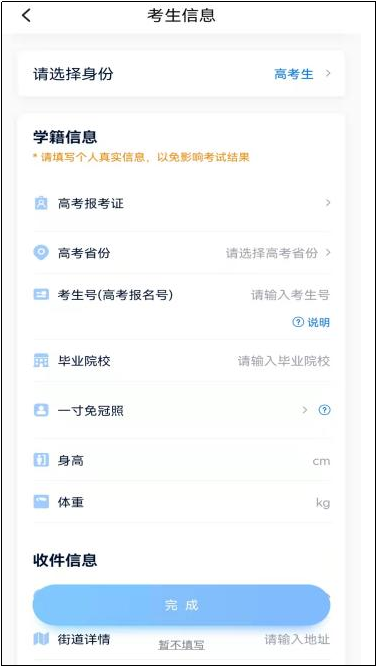 考生信息
请选择身份 高考生
学籍信息
* 请填写个人真实信息，以免影响考试结果
高考报考证
高考省份 请选择高考省份
考生号(高考报名号) 请输入考生号
? 说明
毕业院校 请输入毕业院校
一寸免冠照 ?
身高 cm
体重 kg
收件信息
完 成
街道详情 请输入地址
暂不填写